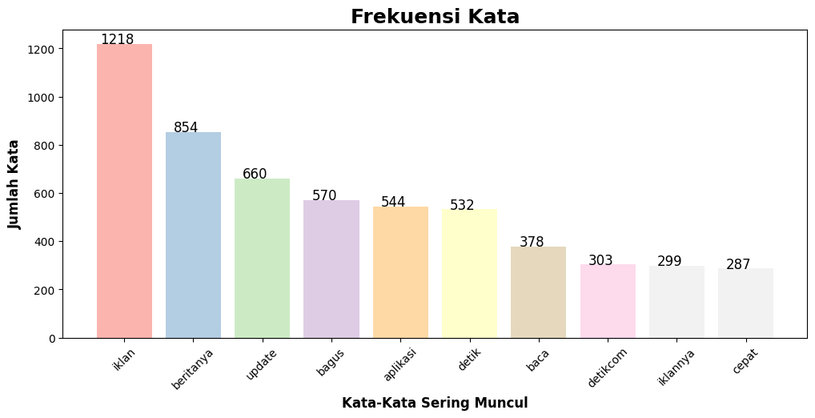 Frekuensi Kata
Jumlah Kata
1200
1000
800
600
400
200
0
1218
854
660
570
544
532
378
303
299
287
iklan
beritanya
update
bagus
aplikasi
detik
baca
detikcom
iklannya
cepat
Kata-Kata Sering Muncul